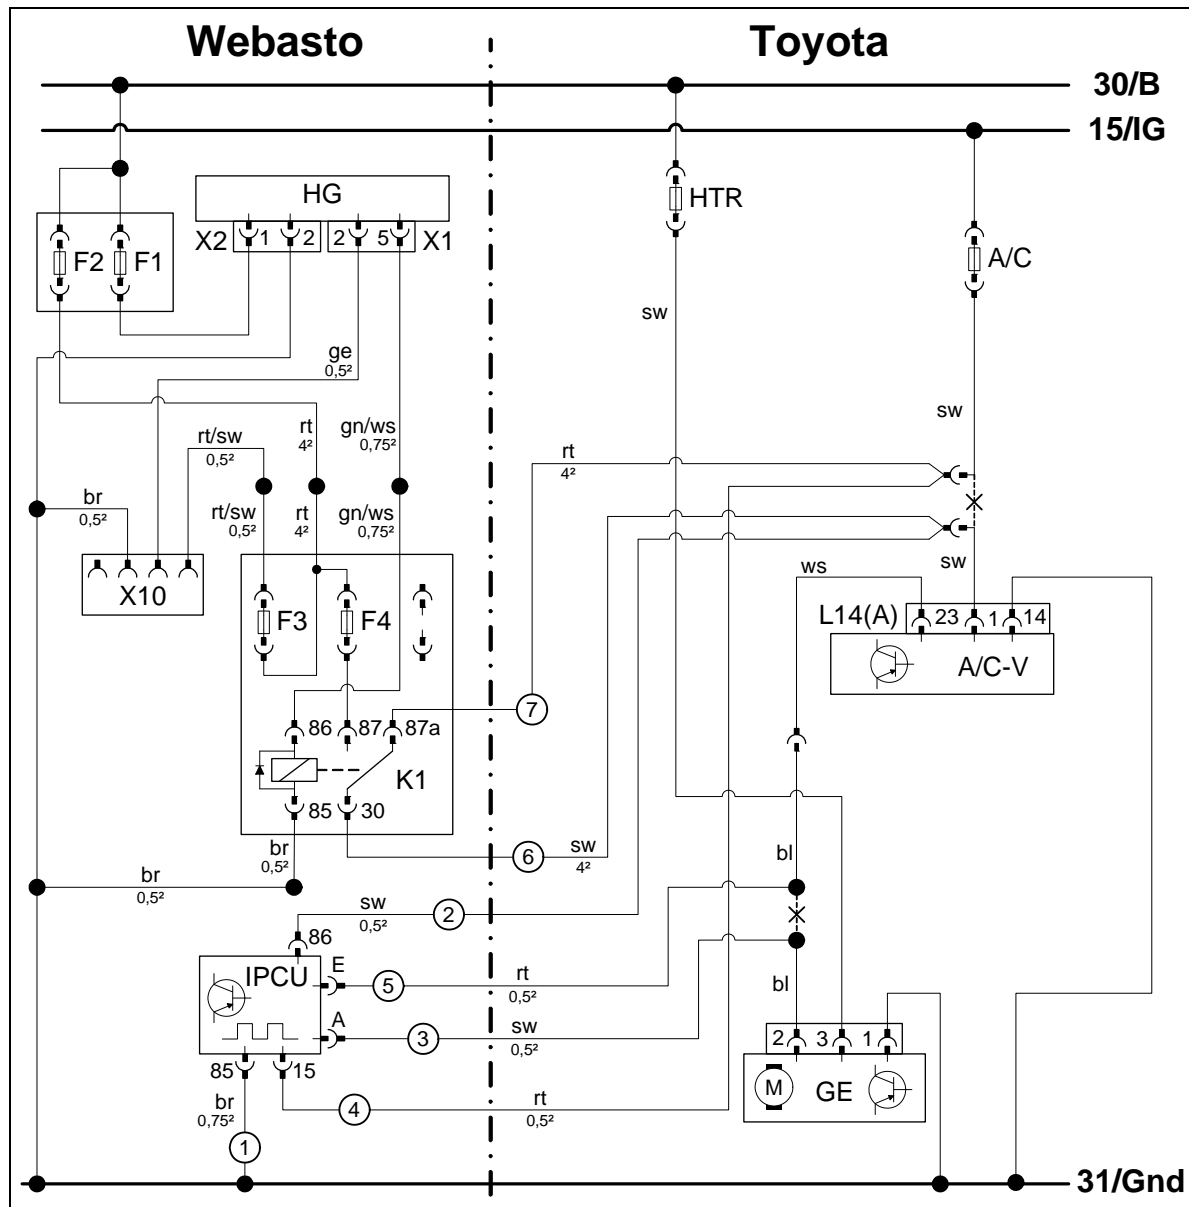 Webasto
Toyota
30/B
15/IG
HG
HTR
X2 1 2 2 5 X1
F2 F1
A/C
sw
ge
0,5²
rt/sw
0,5²
rt
4²
gn/ws
0,75²
sw
rt
4²
br
0,5²
rt/sw
0,5²
rt
4²
gn/ws
0,75²
X10
ws
sw
F3 F4
L14(A) 23 1 14
A/C-V
7
86 87 87a
K1
85 30
br
0,5²
6
sw
4²
bl
br
0,5²
sw
0,5²
2
86
IPCU
E
5
rt
0,5²
bl
A
3
sw
0,5²
2 3 1
85 15
M GE
br
0,75²
4
rt
0,5²
1
31/Gnd